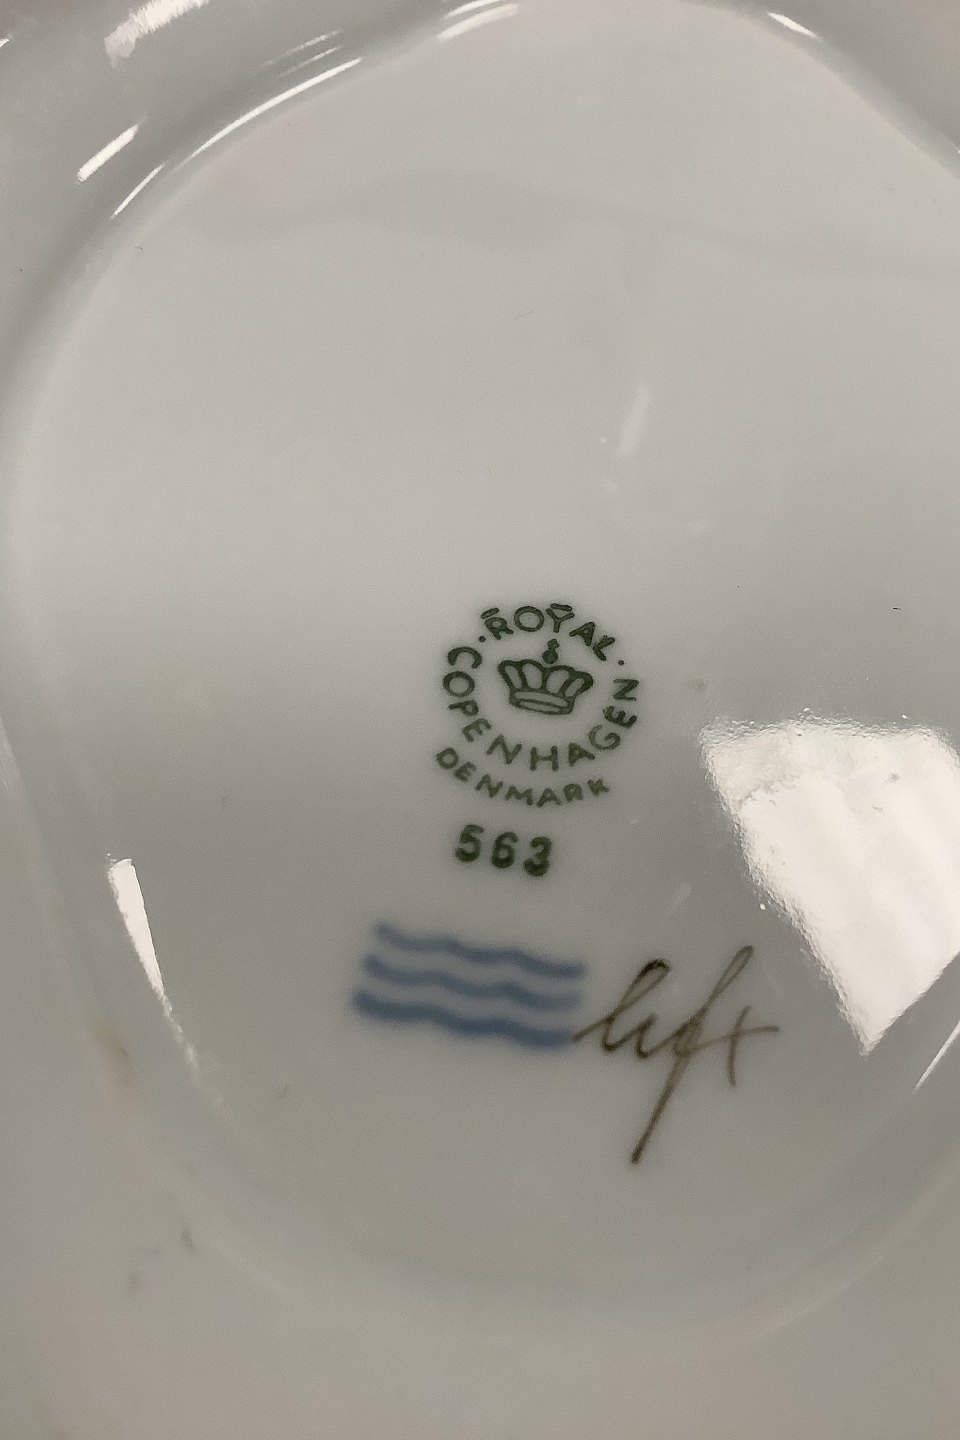 ROYAL
COPENHAGEN
DENMARK
563